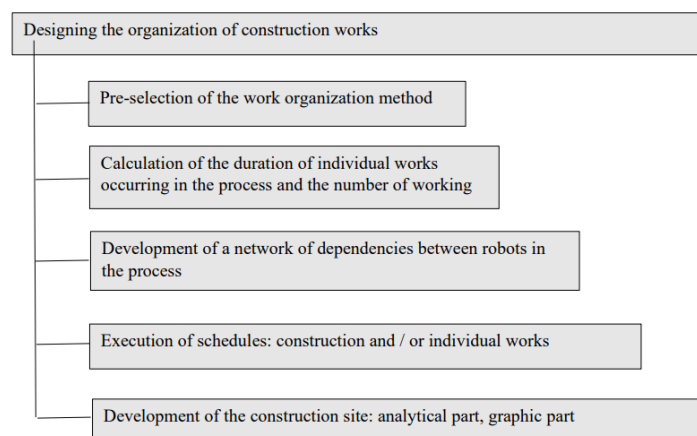 Designing the organization of construction works
Pre-selection of the work organization method
Calculation of the duration of individual works
occurring in the process and the number of working
Development of a network of dependencies between robots in
the process
Execution of schedules: construction and / or individual works
Development of the construction site: analytical part, graphic part